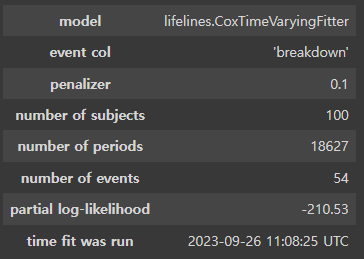 model lifelines.CoxTimeVaryingFitter
event col 'breakdown'
penalizer 0.1
number of subjects 100
number of periods 18627
number of events 54
partial log-likelihood -210.53
time fit was run 2023-09-26 11:08:25 UTC